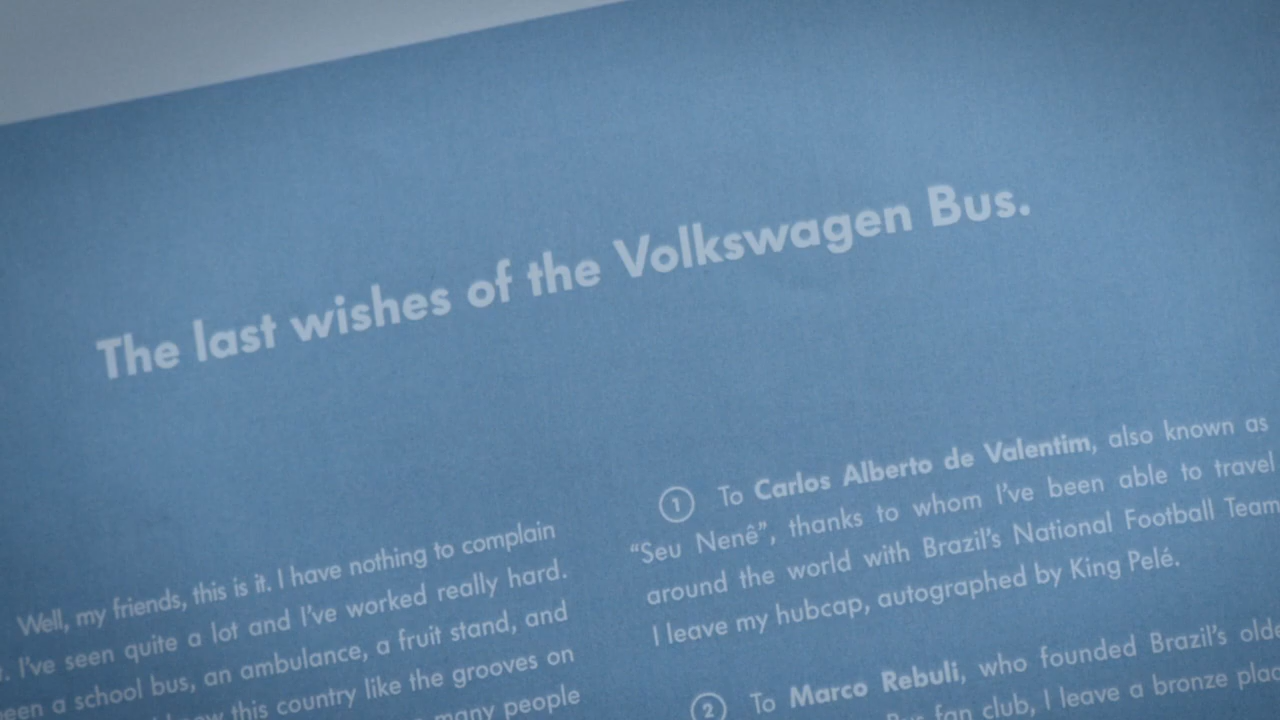 The last wishes of the Volkswagen Bus.
Well, my friends, this is it. I have nothing to complain
I've seen quite a lot and I've worked really hard.
a school bus, an ambulance, a fruit stand, and
this country like the grooves on
many people
① To Carlos Alberto de Valentim, also known as
“Seu Nenê”, thanks to whom I've been able to travel
around the world with Brazil's National Football Team
I leave my hubcap, autographed by King Pelé.
② To Marco Rebuli, who founded Brazil's
Bus fan club, I leave a bronze